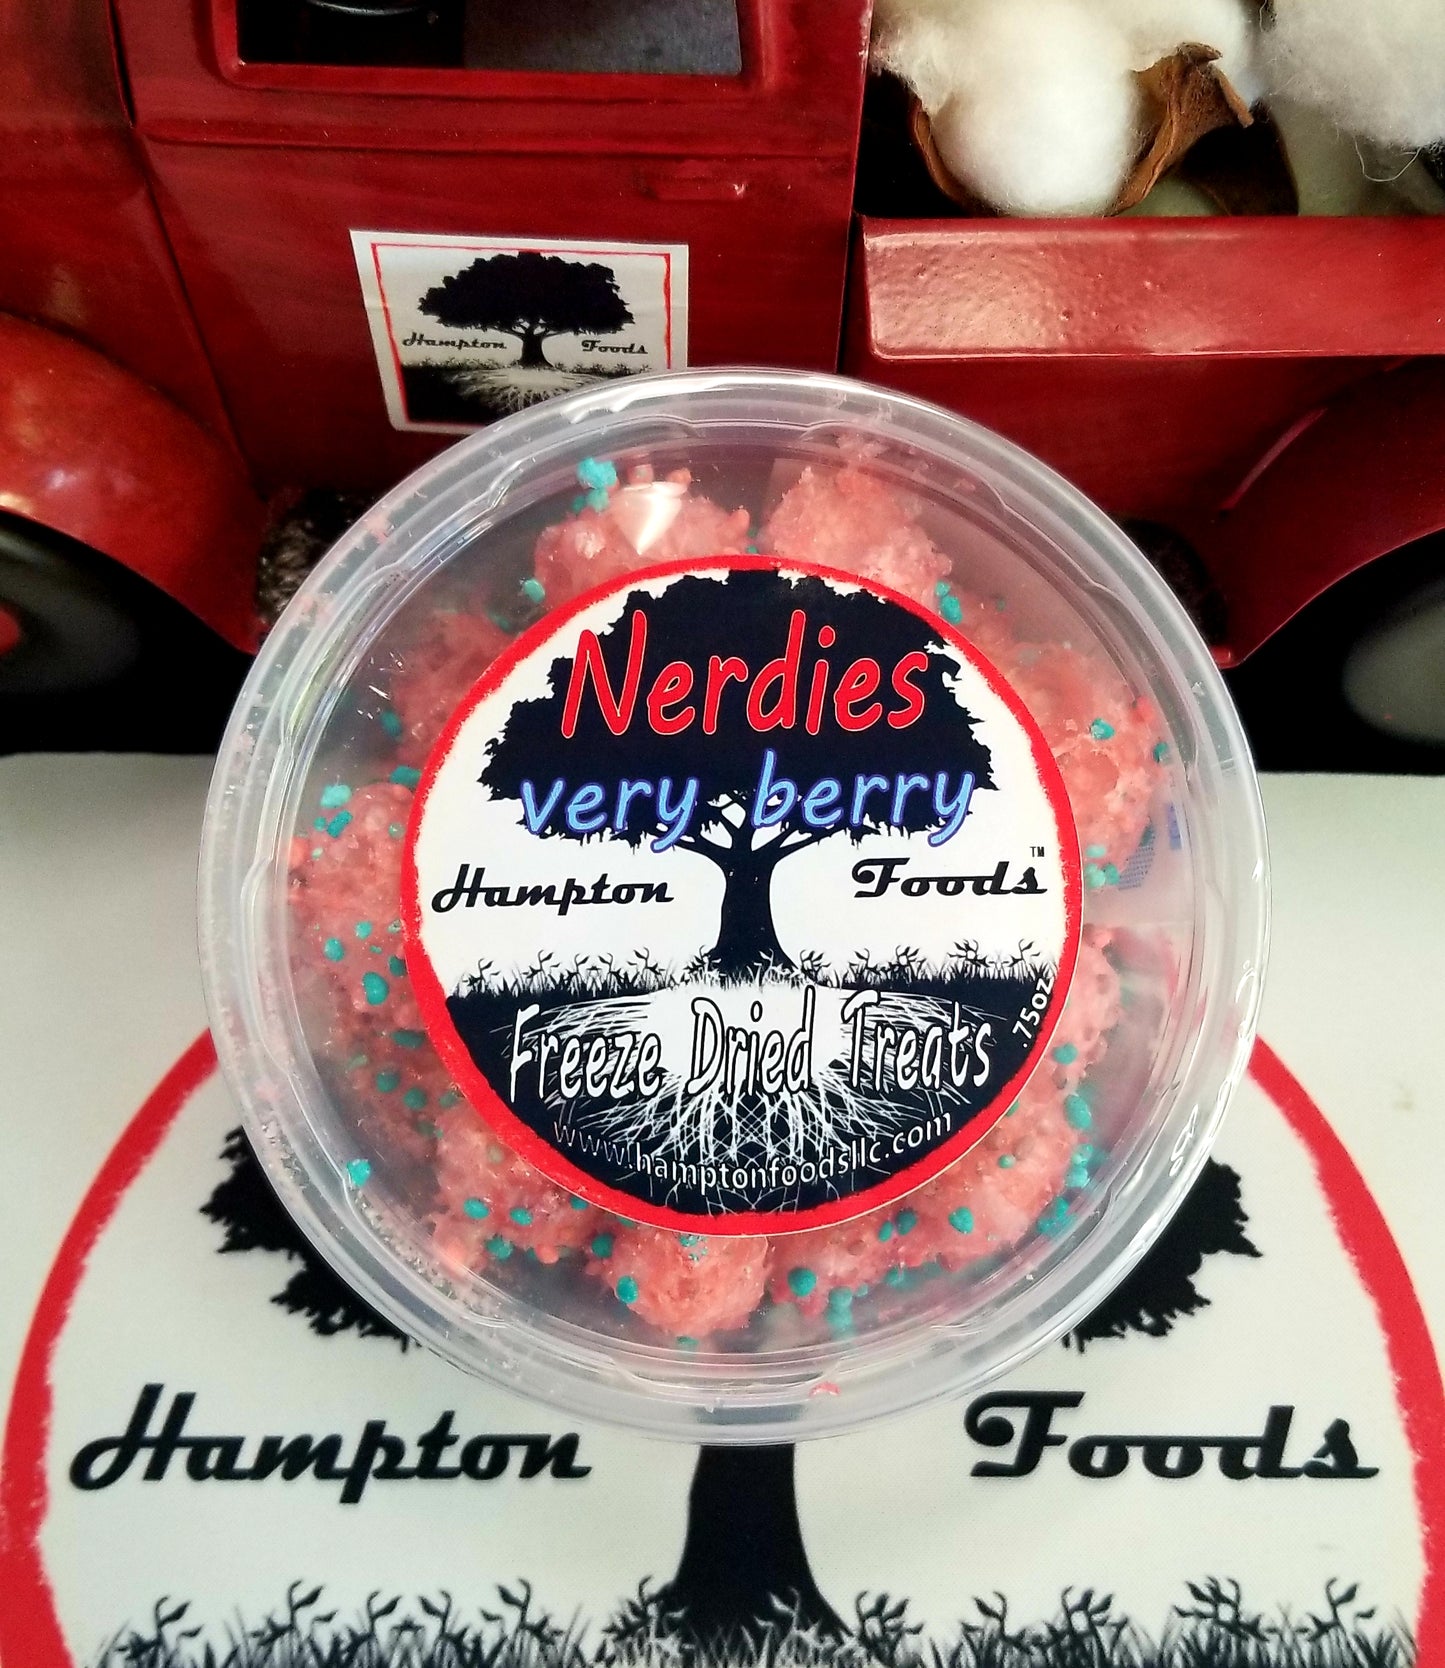 Hampton Foods
Nerdies
very berry
Hampton Foods™
Freeze Dried Treats
.75oz
www.hamptonfoodsllc.com
Hampton Foods